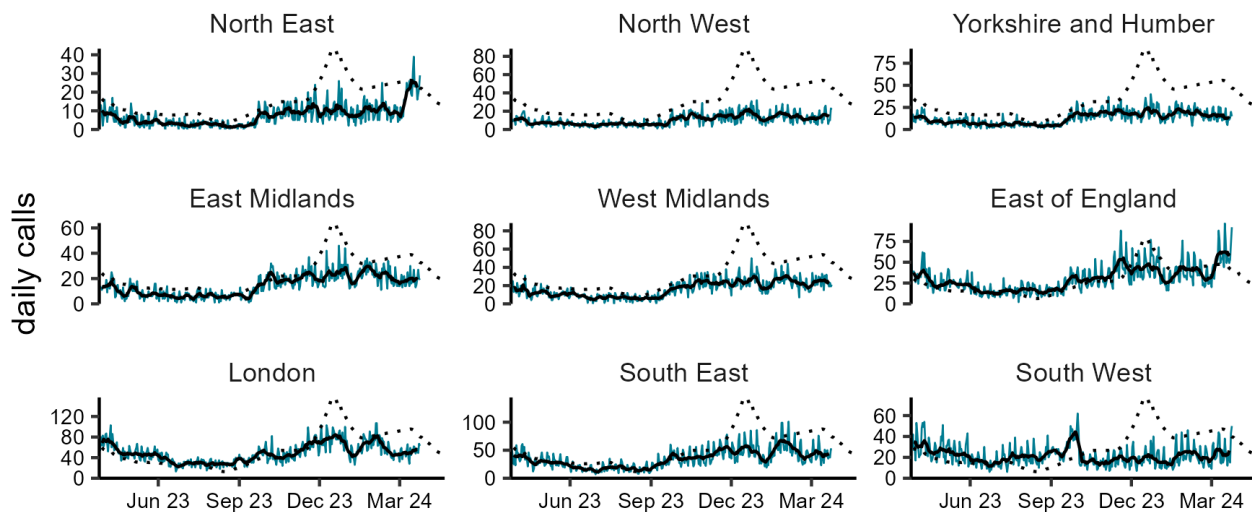 North East
North West
Yorkshire and Humber
40
30
20
10
0
80
60
40
20
0
75
50
25
0
East Midlands
West Midlands
East of England
60
40
20
0
80
60
40
20
0
75
50
25
0
daily calls
London
South East
South West
120
80
40
0
100
50
0
60
40
20
0
Jun 23 Sep 23 Dec 23 Mar 24
Jun 23 Sep 23 Dec 23 Mar 24
Jun 23 Sep 23 Dec 23 Mar 24